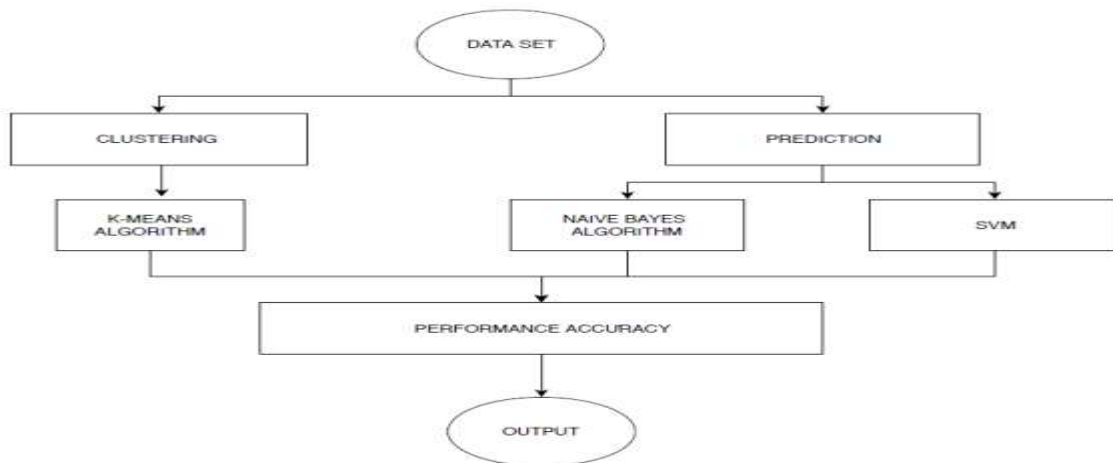 DATA SET
CLUSTERING
PREDICTION
K-MEANS
ALGORITHM
NAIVE BAYES
ALGORITHM
SVM
PERFORMANCE ACCURACY
OUTPUT